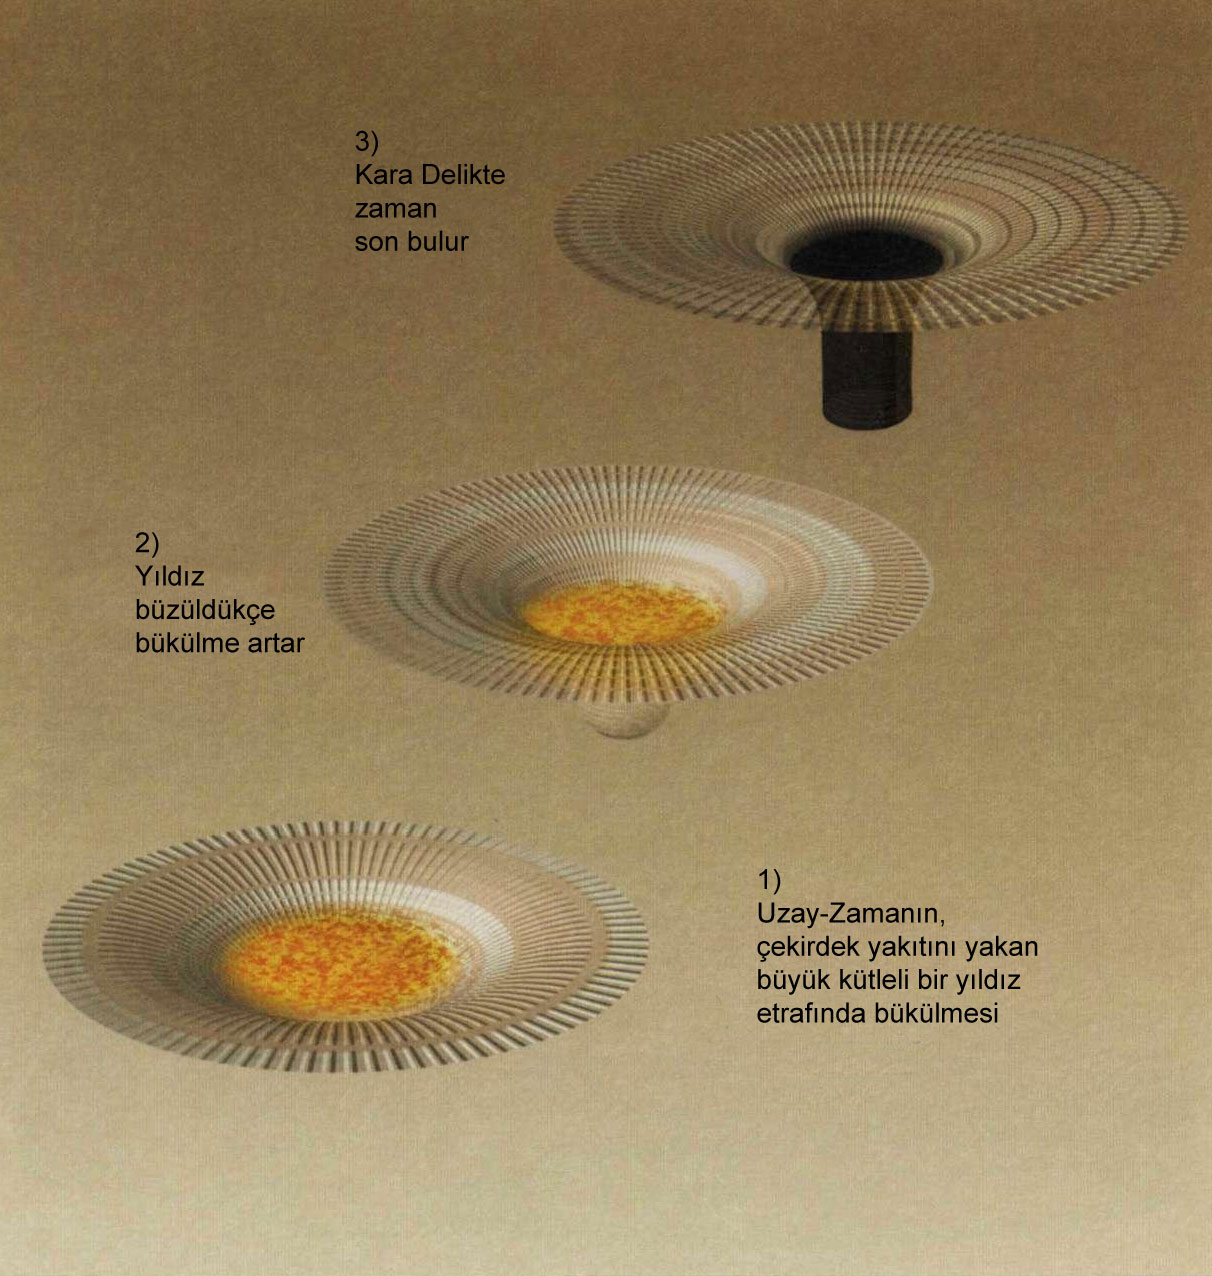 3)
Kara Delikte
zaman
son bulur
2)
Yıldız
büzüldükçe
bükülme artar
1)
Uzay-Zamanın,
çekirdek yakıtını yakan
büyük kütleli bir yıldız
etrafında bükülmesi